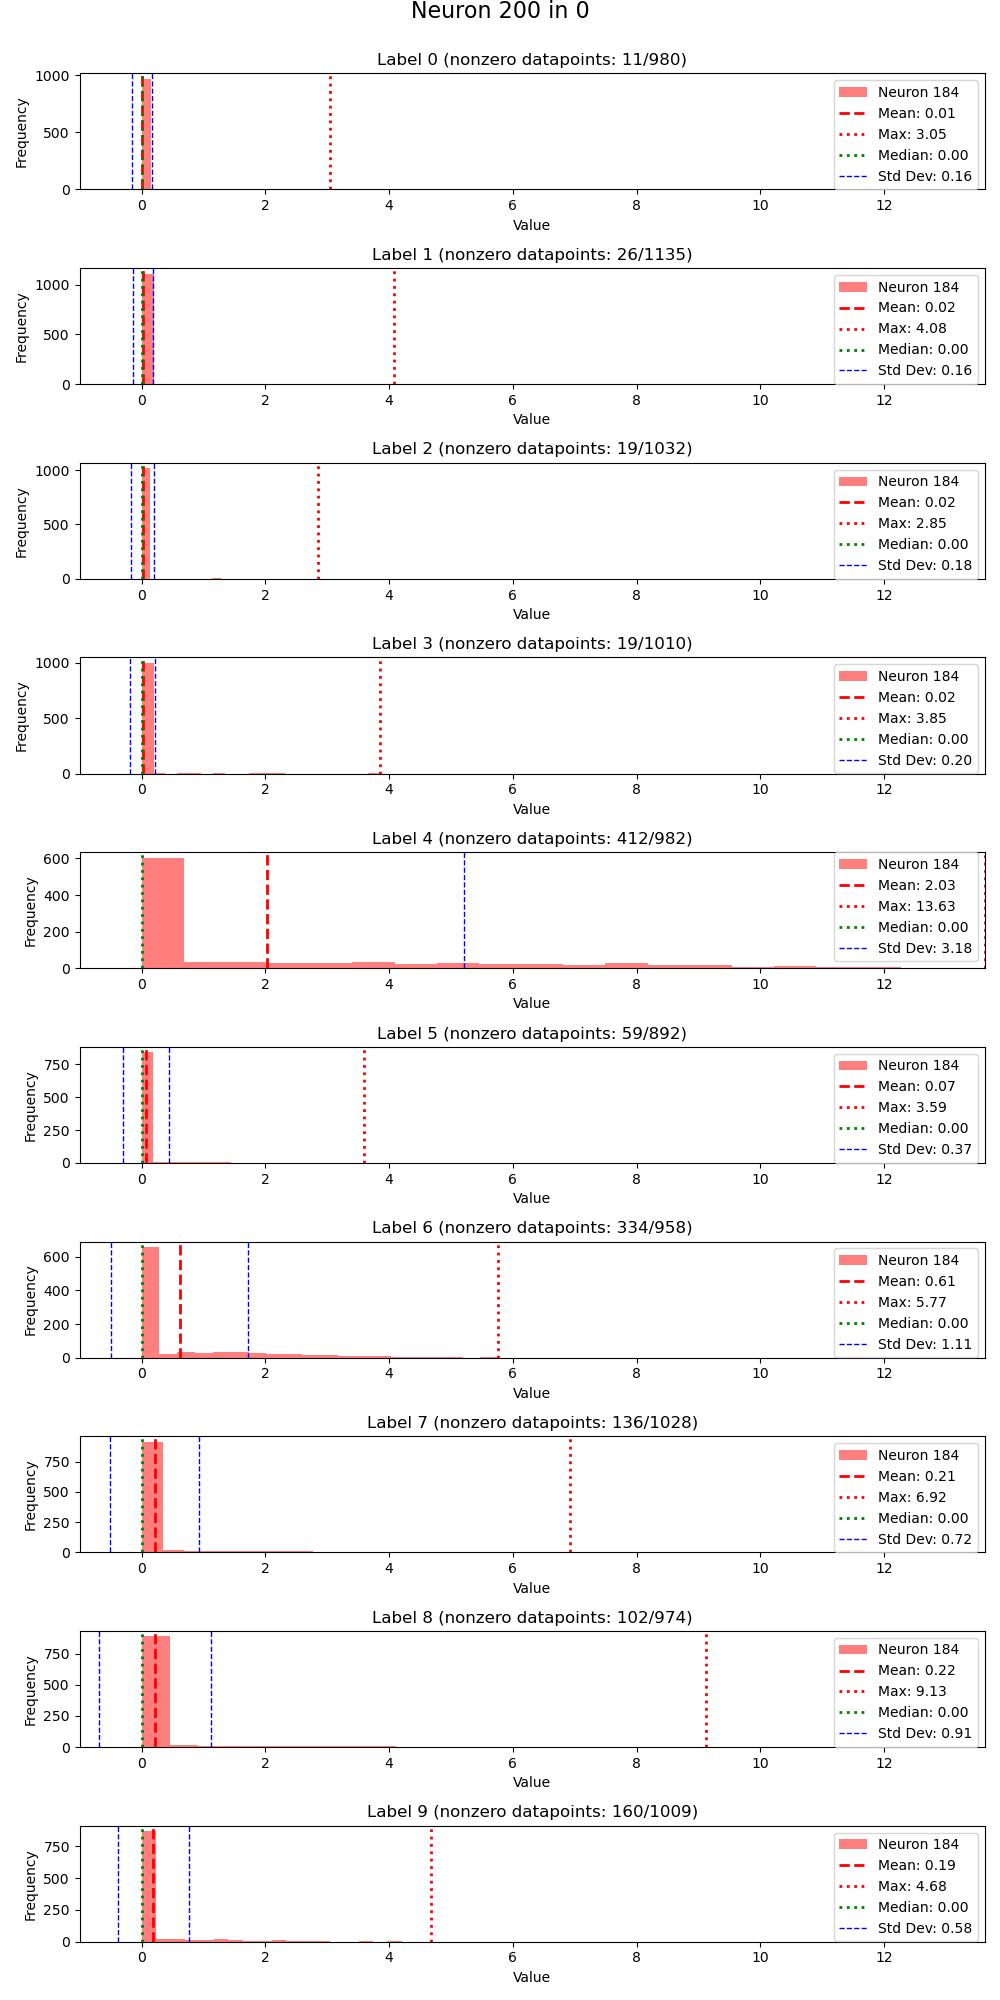 Neuron 200 in 0
Label 0 (nonzero datapoints: 11/980)
1000
500
0
Frequency
Neuron 184
Mean: 0.01
Max: 3.05
Median: 0.00
Std Dev: 0.16
0 2 4 6 8 10 12
Value
Label 1 (nonzero datapoints: 26/1135)
1000
500
0
Frequency
Neuron 184
Mean: 0.02
Max: 4.08
Median: 0.00
Std Dev: 0.16
0 2 4 6 8 10 12
Value
Label 2 (nonzero datapoints: 19/1032)
1000
500
0
Frequency
Neuron 184
Mean: 0.02
Max: 2.85
Median: 0.00
Std Dev: 0.18
0 2 4 6 8 10 12
Value
Label 3 (nonzero datapoints: 19/1010)
1000
500
0
Frequency
Neuron 184
Mean: 0.02
Max: 3.85
Median: 0.00
Std Dev: 0.20
0 2 4 6 8 10 12
Value
Label 4 (nonzero datapoints: 412/982)
600
400
200
0
Frequency
Neuron 184
Mean: 2.03
Max: 13.63
Median: 0.00
Std Dev: 3.18
0 2 4 6 8 10 12
Value
Label 5 (nonzero datapoints: 59/892)
750
500
250
0
Frequency
Neuron 184
Mean: 0.07
Max: 3.59
Median: 0.00
Std Dev: 0.37
0 2 4 6 8 10 12
Value
Label 6 (nonzero datapoints: 334/958)
600
400
200
0
Frequency
Neuron 184
Mean: 0.61
Max: 5.77
Median: 0.00
Std Dev: 1.11
0 2 4 6 8 10 12
Value
Label 7 (nonzero datapoints: 136/1028)
750
500
250
0
Frequency
Neuron 184
Mean: 0.21
Max: 6.92
Median: 0.00
Std Dev: 0.72
0 2 4 6 8 10 12
Value
Label 8 (nonzero datapoints: 102/974)
750
500
250
0
Frequency
Neuron 184
Mean: 0.22
Max: 9.13
Median: 0.00
Std Dev: 0.91
0 2 4 6 8 10 12
Value
Label 9 (nonzero datapoints: 160/1009)
750
500
250
0
Frequency
Neuron 184
Mean: 0.19
Max: 4.68
Median: 0.00
Std Dev: 0.58
0 2 4 6 8 10 12
Value